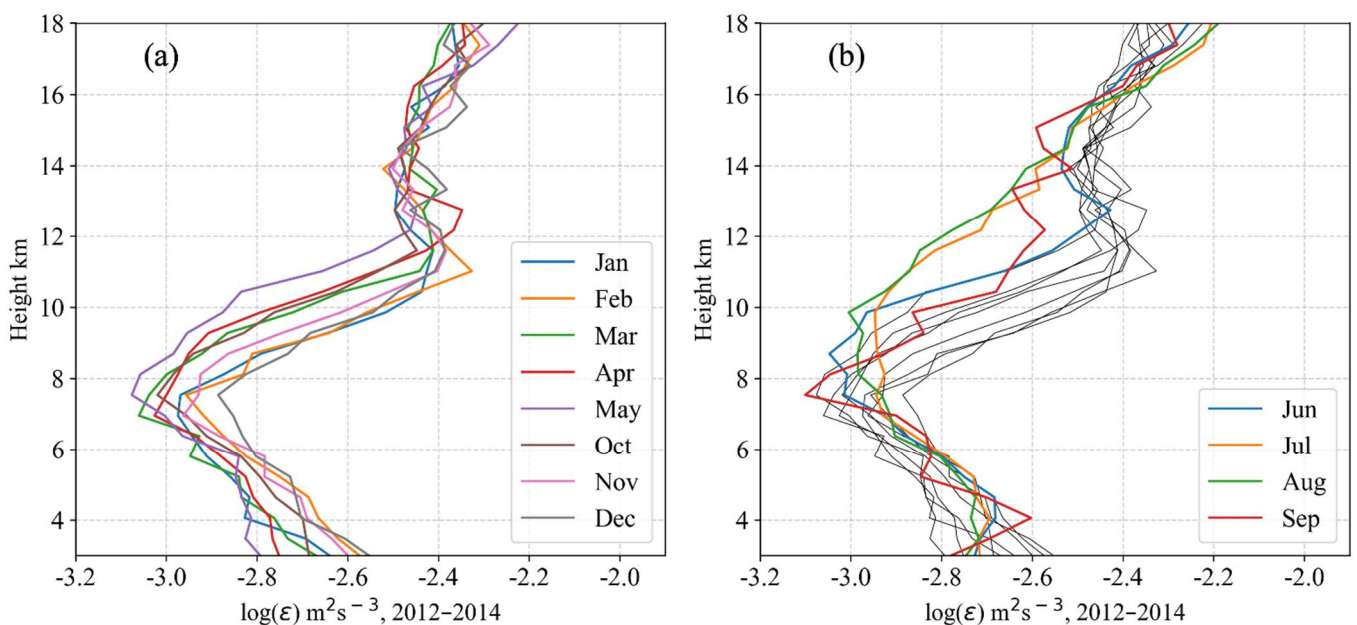 (a)
Height km
18
16
14
12
10
8
6
4
Jan
Feb
Mar
Apr
May
Oct
Nov
Dec
-3.2 -3.0 -2.8 -2.6 -2.4 -2.2 -2.0
log(ε) m²s⁻³, 2012–2014
(b)
Height km
18
16
14
12
10
8
6
4
Jun
Jul
Aug
Sep
-3.2 -3.0 -2.8 -2.6 -2.4 -2.2 -2.0
log(ε) m²s⁻³, 2012–2014